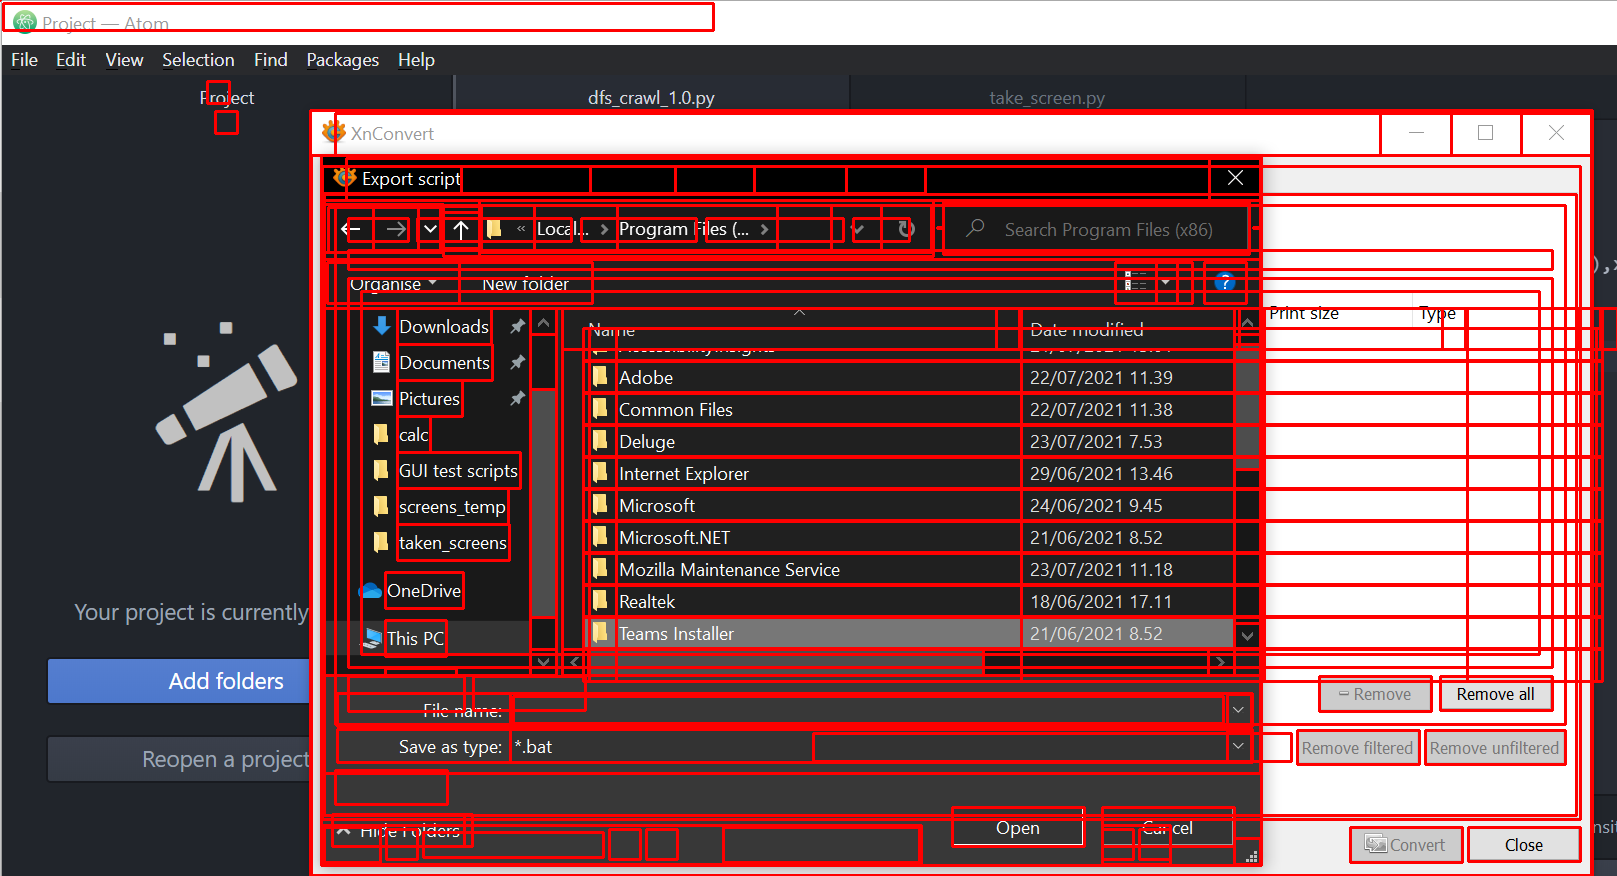 Project — Atom
File Edit View Selection Find Packages Help
Project dfs_crawl_1.0.py take_screen.py
XnConvert
Export script
« Local... > Program Files (... > Search Program Files (x86)
),
Organise New folder
Print size Type
Name Date modified
Downloads
Documents
Pictures
calc
GUI test scripts
screens_temp
taken_screens
OneDrive
This PC
Adobe 22/07/2021 11.39
Common Files 22/07/2021 11.38
Deluge 23/07/2021 7.53
Internet Explorer 29/06/2021 13.46
Microsoft 24/06/2021 9.45
Microsoft.NET 21/06/2021 8.52
Mozilla Maintenance Service 23/07/2021 11.18
Realtek 18/06/2021 17.11
Teams Installer 21/06/2021 8.52
Your project is currently
Add folders
Reopen a project
File name:
Save as type: *.bat
Remove Remove all
Remove filtered Remove unfiltered
Hide Folders Open Cancel
Convert Close